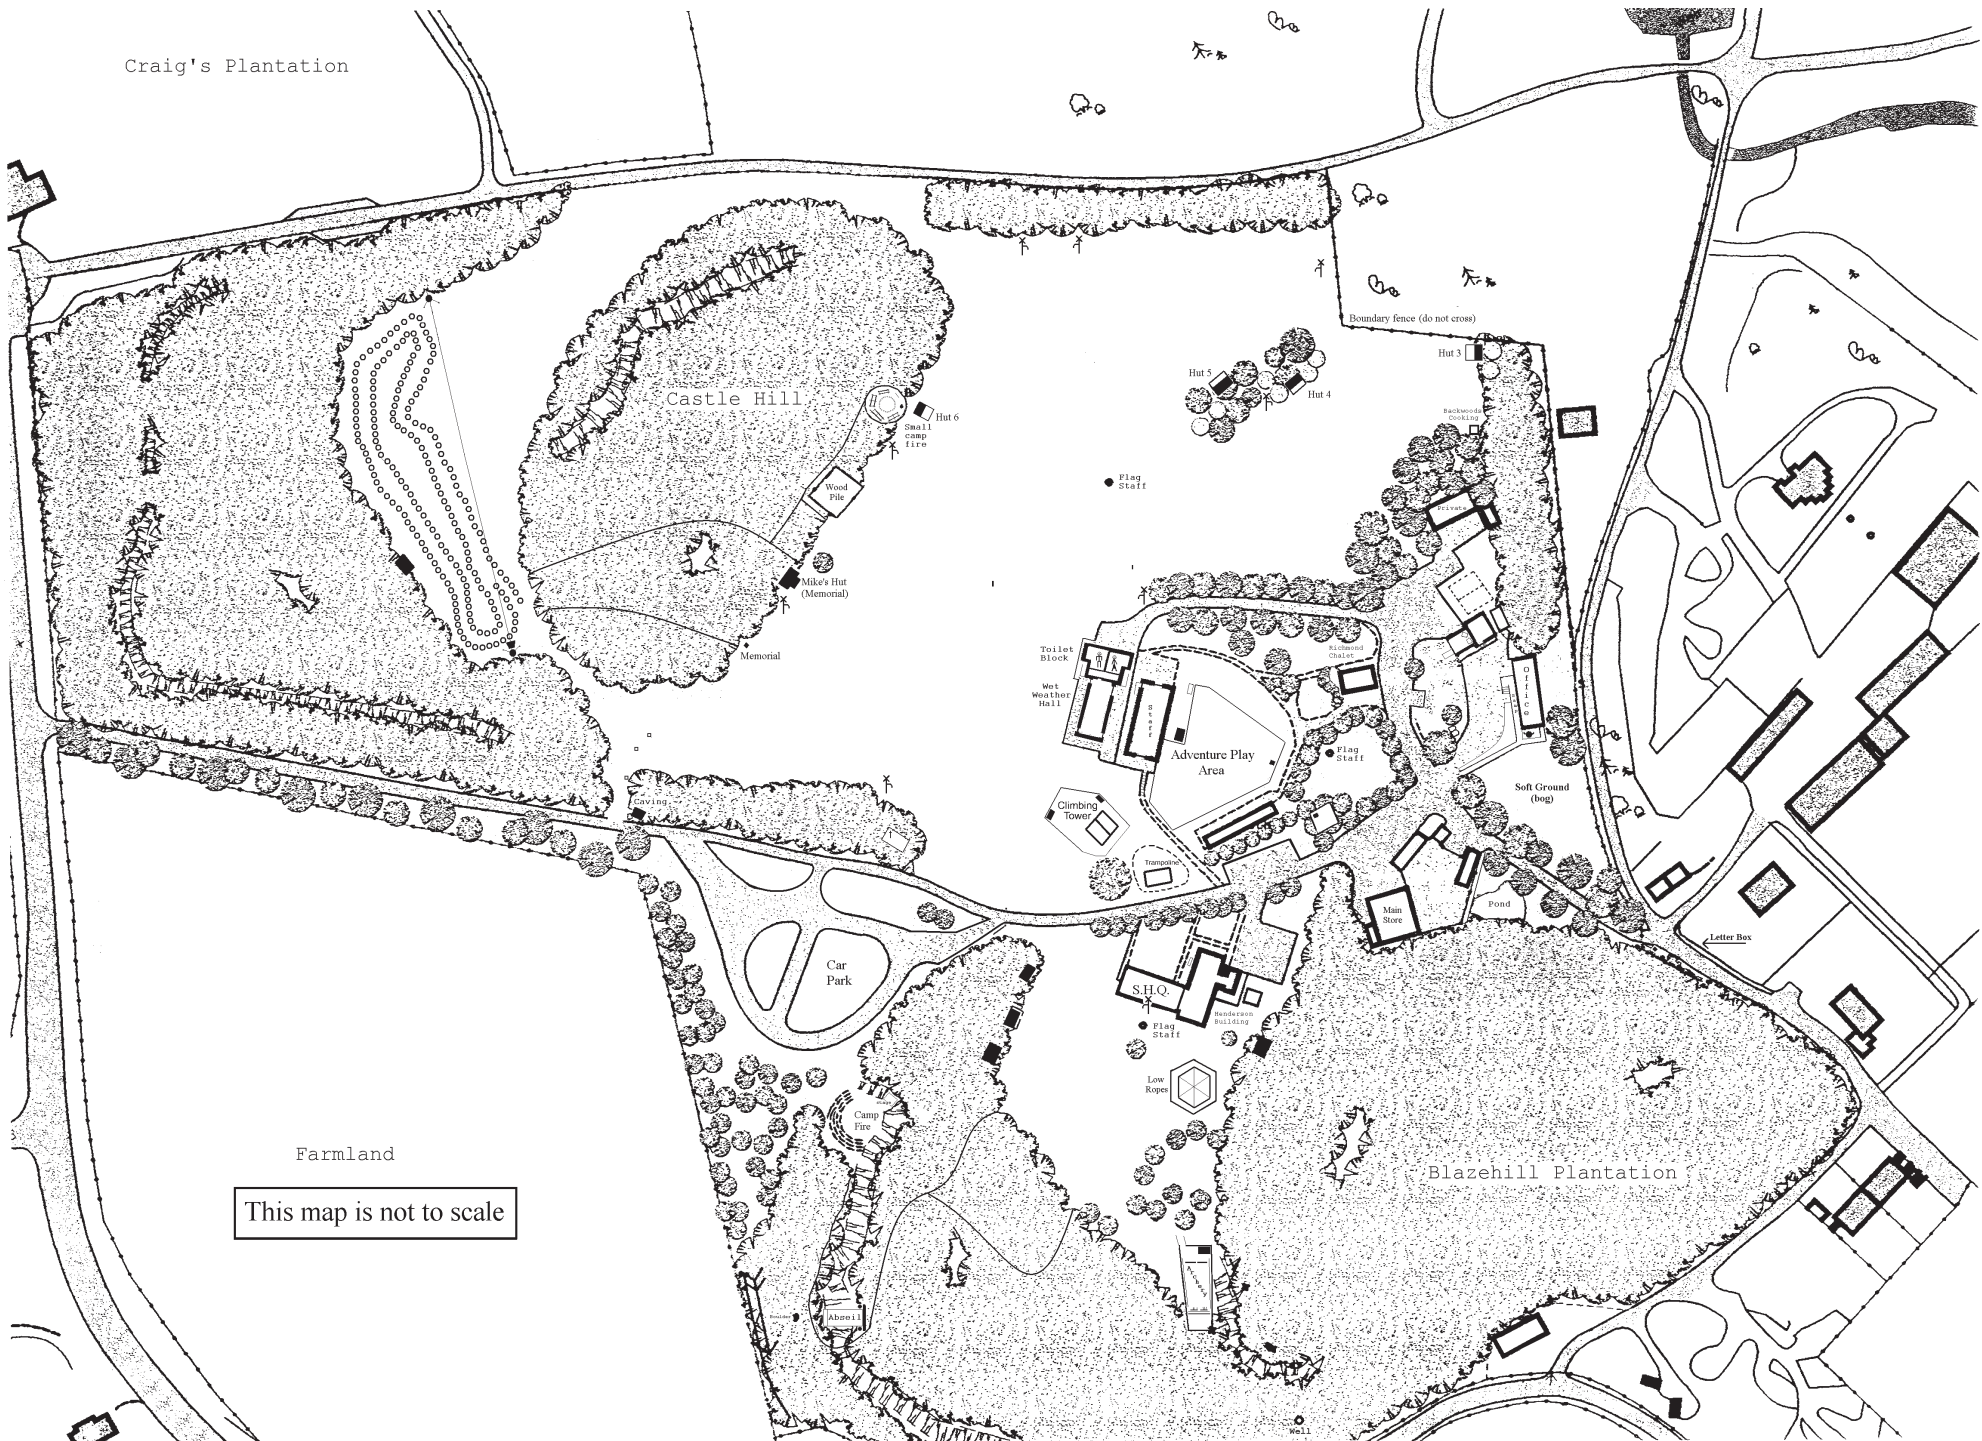 Craig's Plantation
Boundary fence (do not cross)
Hut 3
Hut 5
Hut 4
Castle Hill
Hut 6
Small
camp
fire
Backwoods
Cooking
Flag
Staff
Wood
Pile
Private
Mike's Hut
(Memorial)
Memorial
Toilet
Block
Richmond
Chalet
Wet
Weather
Hall
Staff
Office
Adventure Play
Area
Flag
Staff
Soft Ground
(bog)
Caving
Climbing
Tower
Trampoline
Main
Store
Pond
Letter Box
Car
Park
S.H.Q.
Henderson
Building
Flag
Staff
Low
Ropes
Stage
Camp
Fire
Farmland
Blazehill Plantation
This map is not to scale
Boulder
Abseil
Well